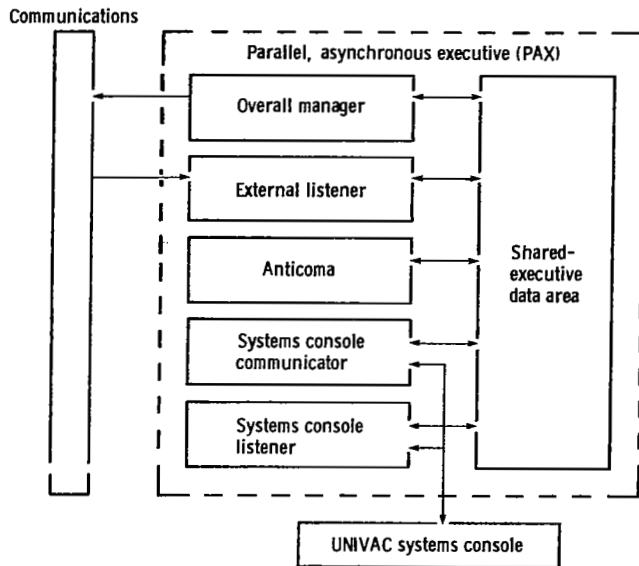 Communications
Parallel, asynchronous executive (PAX)
Overall manager
External listener
Anticoma
Systems console
communicator
Systems console
listener
Shared-
executive
data area
UNIVAC systems console